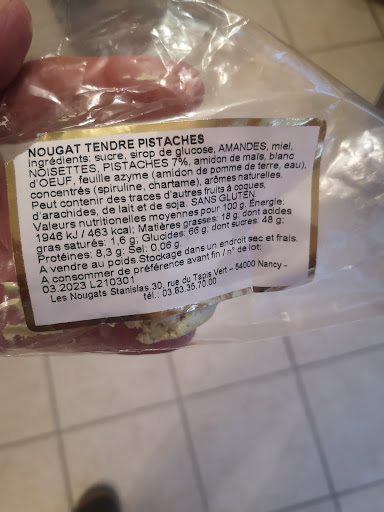 NOUGAT TENDRE PISTACHES
Ingrédients: sucre, sirop de glucose, AMANDES, miel,
NOISETTES, PISTACHES 7%, amidon de maïs, blanc
d'OEUF, feuille azyme (amidon de pomme de terre, eau),
concentrés (spiruline, chartame), arômes naturelles.
Peut contenir des traces d'autres fruits à coques,
d'arachides, de lait et de soja. SANS GLUTEN
Valeurs nutritionnelles moyennes pour 100 g. Energie:
1946 kJ / 463 kcal; Matières grasses: 18 g; dont acides
gras saturés: 1,6 g; Glucides: 66 g; dont sucres: 48 g;
Protéines: 8,3 g; Sel: 0.06 g.
A vendre au poids.Stockage dans un endroit sec et frais.
A consommer de préférence avant fin / n° de lot:
03.2023 L210301
Les Nougats Stanislas,30, rue du Tapis Vert – 54000 Nancy -
tél.: 03.83.35.70.00